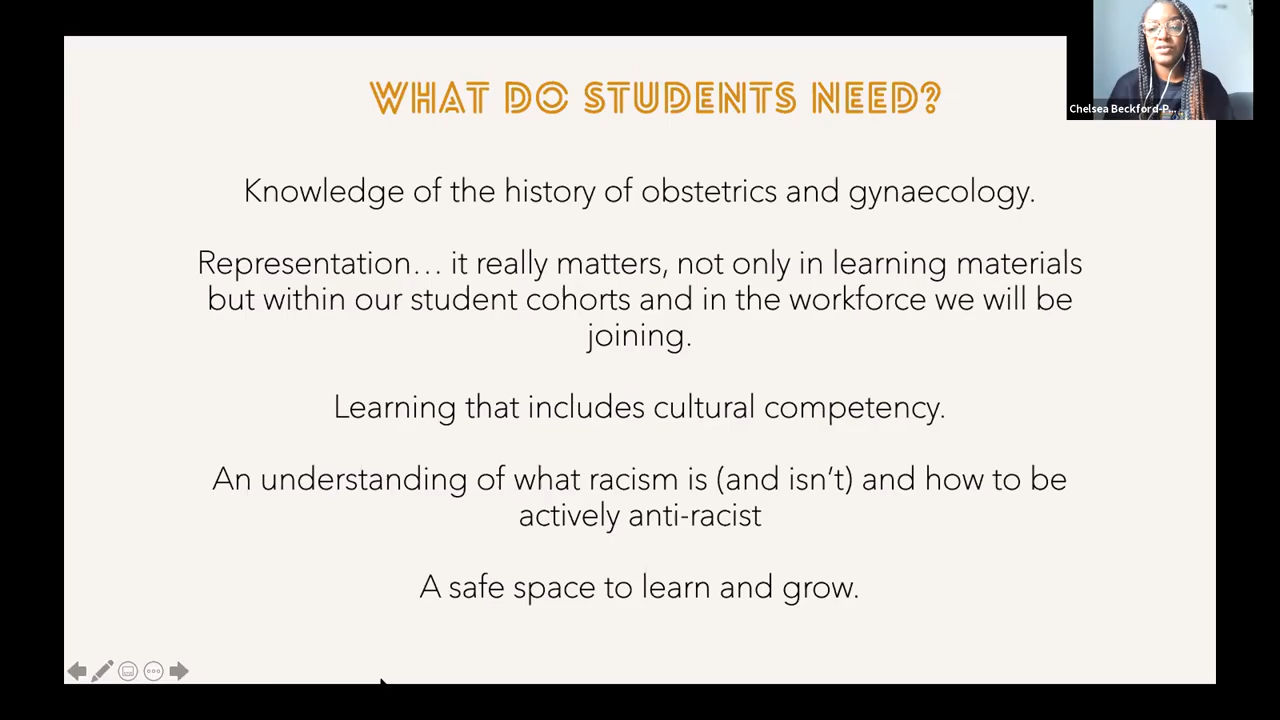 WHAT DO STUDENTS NEED?
Chelsea Beckford-P...
Knowledge of the history of obstetrics and gynaecology.
Representation… it really matters, not only in learning materials
but within our student cohorts and in the workforce we will be
joining.
Learning that includes cultural competency.
An understanding of what racism is (and isn’t) and how to be
actively anti-racist
A safe space to learn and grow.